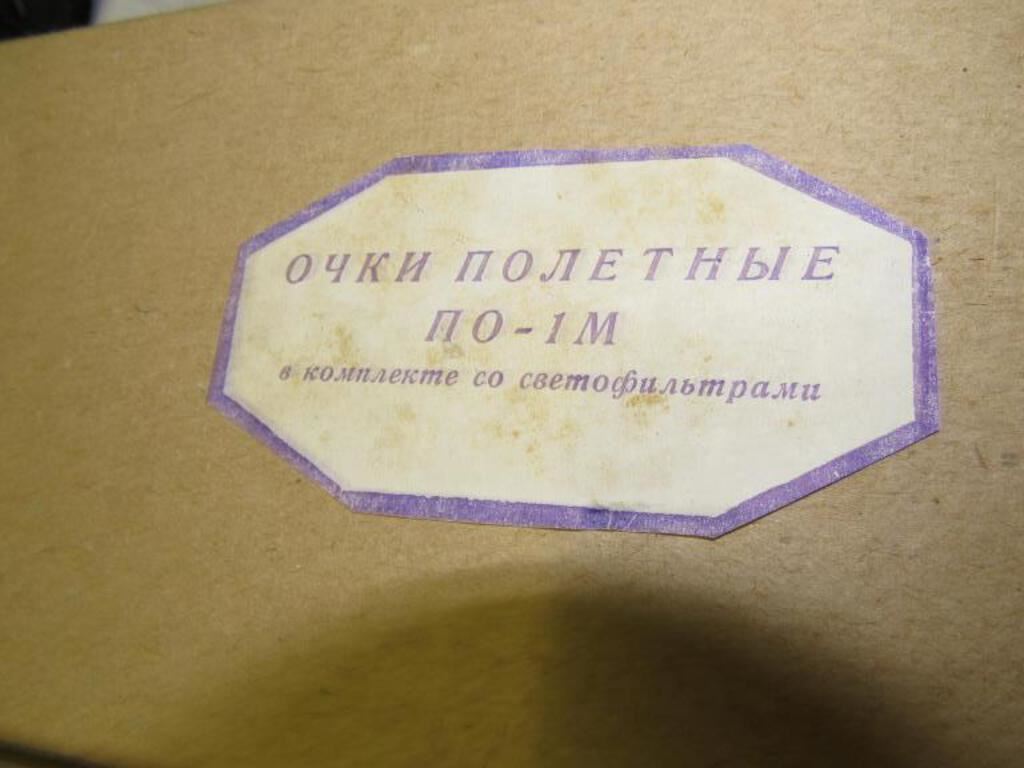 ОЧКИ ПОЛЕТНЫЕ
ПО-1М
в комплекте со светофильтрами